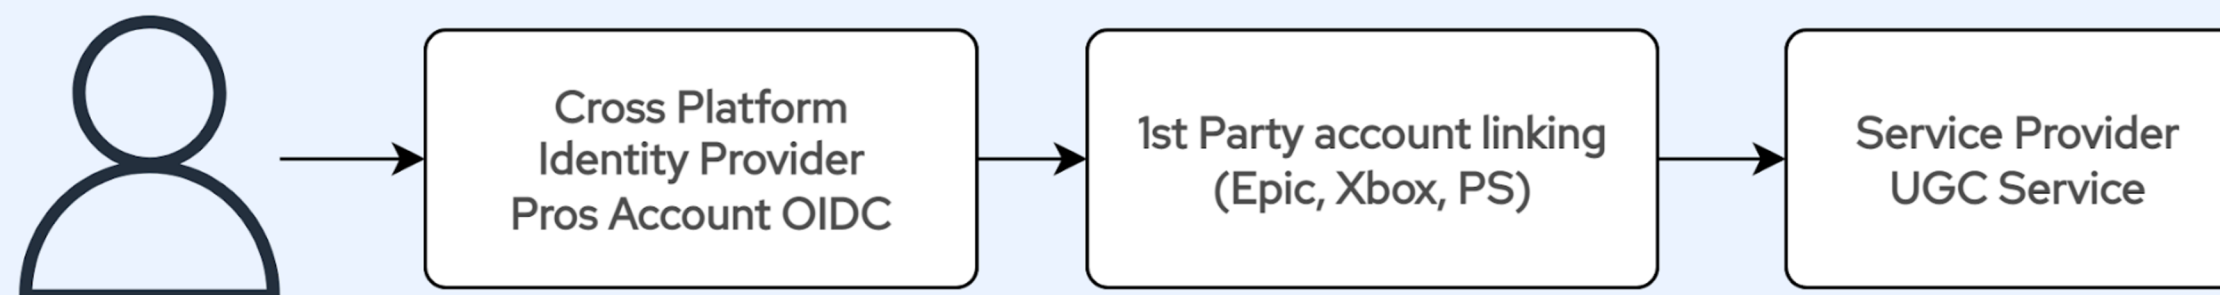 Cross Platform
Identity Provider
Pros Account OIDC
1st Party account linking
(Epic, Xbox, PS)
Service Provider
UGC Service